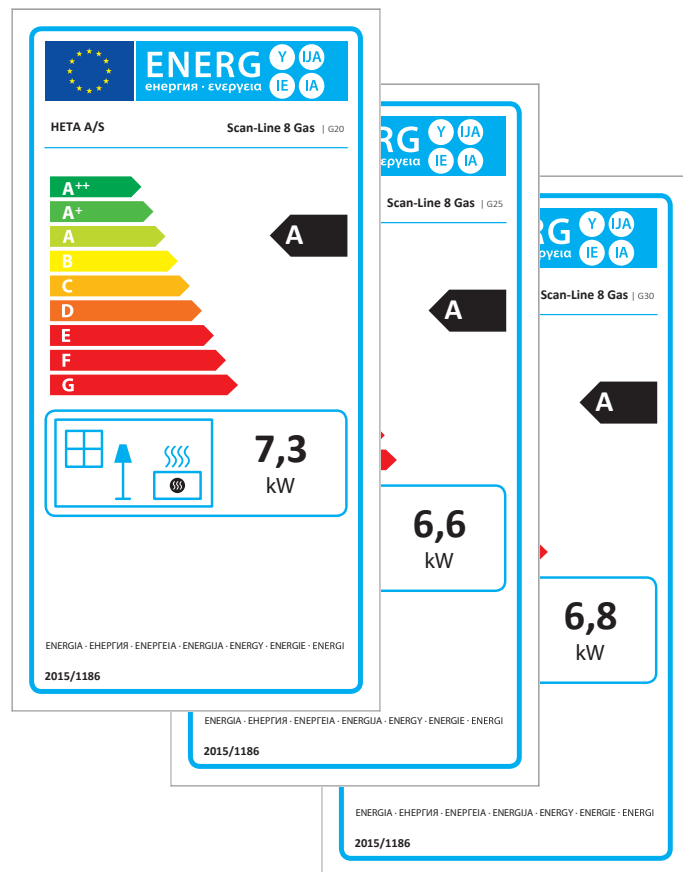 ENERG Y IJA
енергия · ενεργεια IE IA
HETA A/S Scan-Line 8 Gas | G20
A++
A+
A
B
C
D
E
F
G
A
7,3
kW
ENERGIA · ЕНЕРГИЯ · ΕΝΕΡΓΕΙΑ · ENERGIJA · ENERGY · ENERGIE · ENERGI
2015/1186
RG Y IJA
εργεια IE IA
Scan-Line 8 Gas | G25
A
6,6
kW
ENERGIA · ЕНЕРГИЯ · ΕΝΕΡΓΕΙΑ · ENERGIJA · ENERGY · ENERGIE · ENERGI
2015/1186
RG Y IJA
ργεια IE IA
Scan-Line 8 Gas | G30
A
6,8
kW
ENERGIA · ЕНЕРГИЯ · ΕΝΕΡΓΕΙΑ · ENERGIJA · ENERGY · ENERGIE · ENERGI
2015/1186